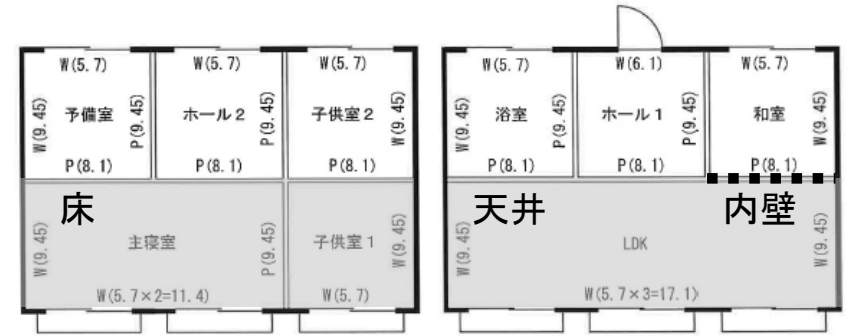 W(5.7) W(5.7) W(5.7)
W(9.45) 予備室 P(9.45) ホール2 P(9.45) 子供室2 W(9.45)
P(8.1) P(8.1) P(8.1)
床
W(9.45) 主寝室 P(9.45) 子供室1 W(9.45)
W(5.7×2=11.4) W(5.7)
W(5.7) W(6.1) W(5.7)
W(9.45) 浴室 P(9.45) ホール1 P(9.45) 和室 W(9.45)
P(8.1) P(8.1) P(8.1)
天井 内壁
W(9.45) LDK W(9.45)
W(5.7×3=17.1)